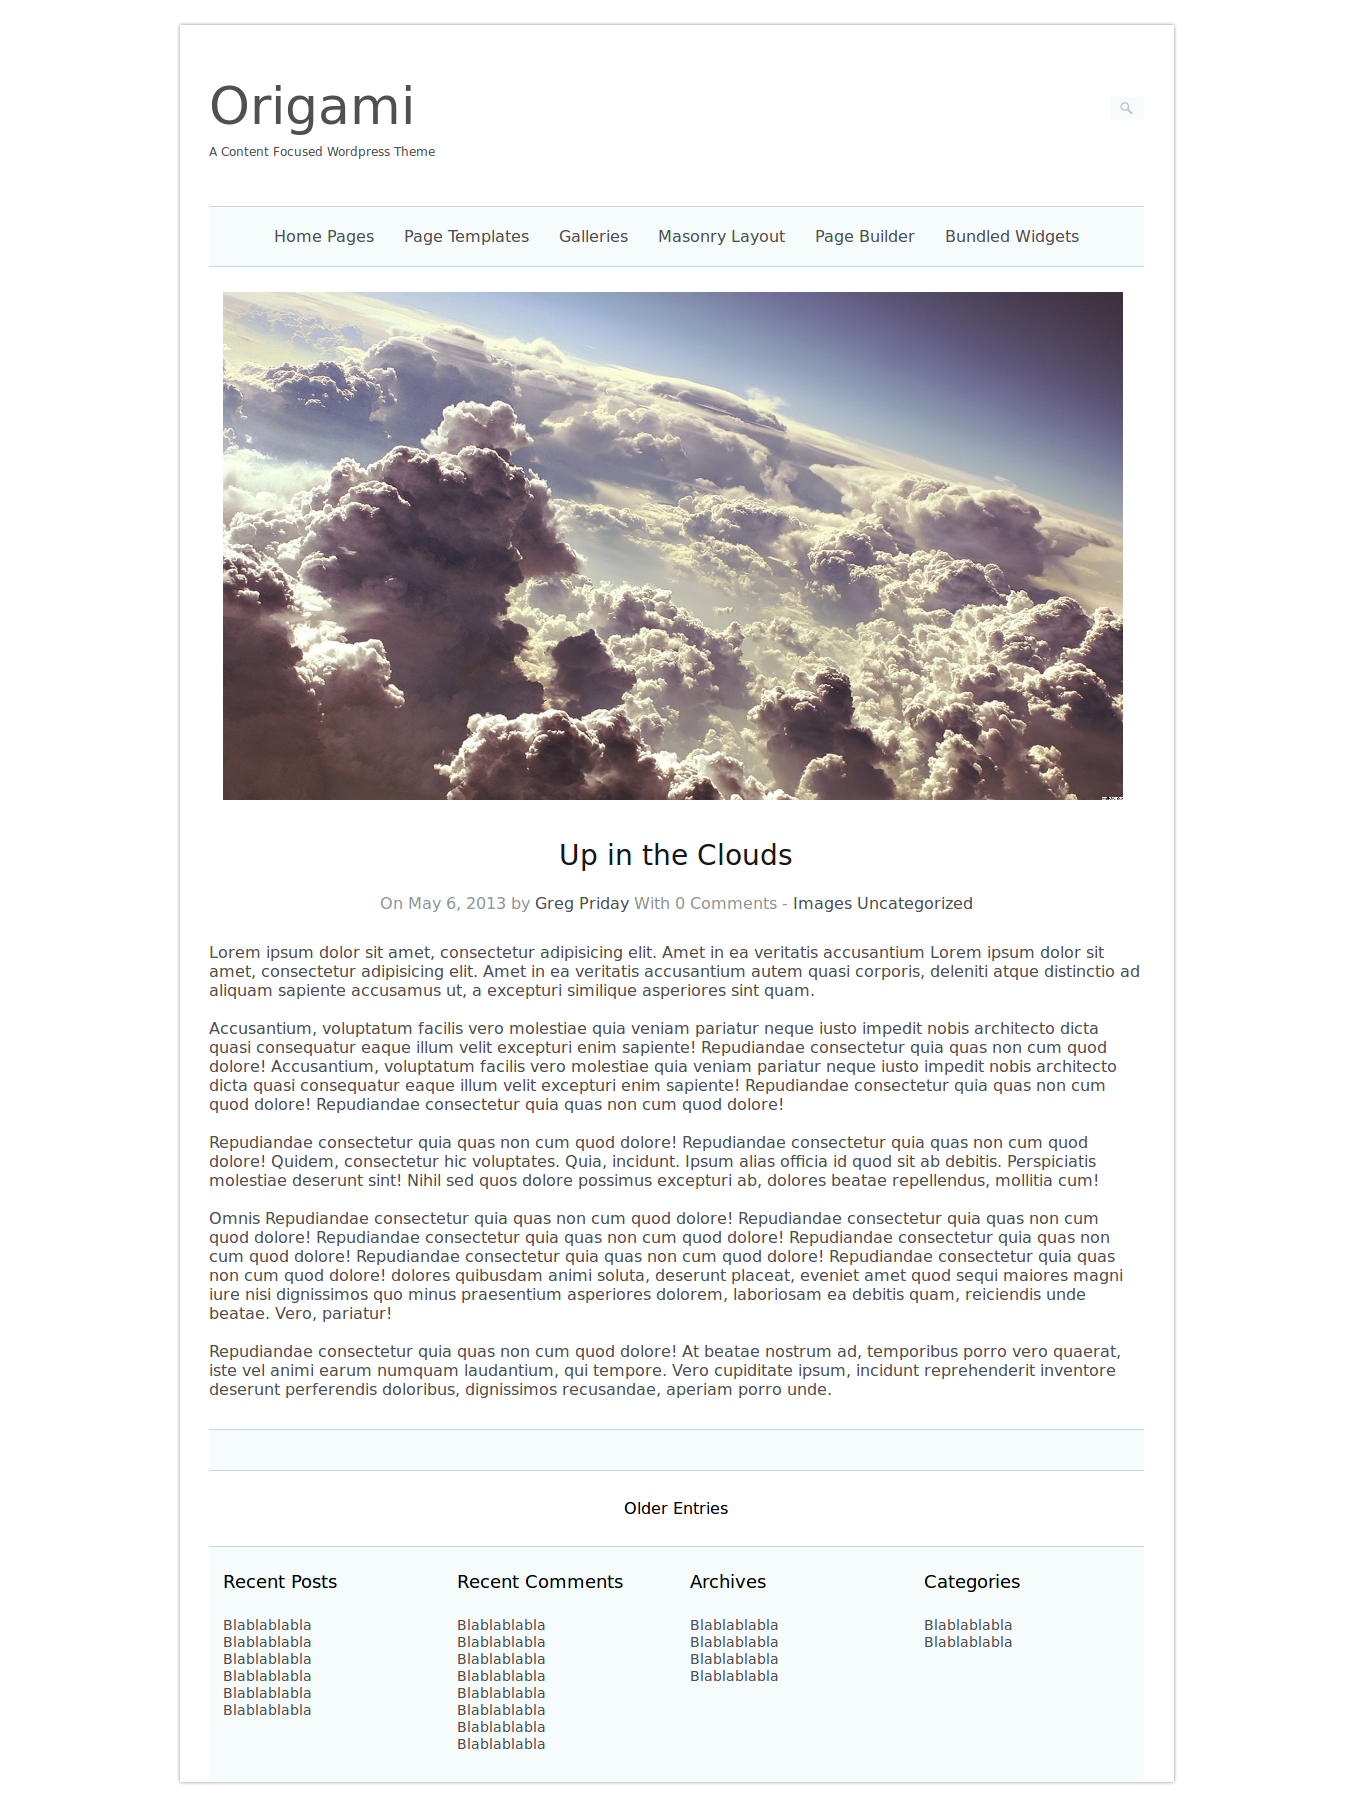 Origami
A Content Focused Wordpress Theme
Home Pages Page Templates Galleries Masonry Layout Page Builder Bundled Widgets
Up in the Clouds
On May 6, 2013 by Greg Priday With 0 Comments - Images Uncategorized
Lorem ipsum dolor sit amet, consectetur adipisicing elit. Amet in ea veritatis accusantium Lorem ipsum dolor sit
amet, consectetur adipisicing elit. Amet in ea veritatis accusantium autem quasi corporis, deleniti atque distinctio ad
aliquam sapiente accusamus ut, a excepturi similique asperiores sint quam.
Accusantium, voluptatum facilis vero molestiae quia veniam pariatur neque iusto impedit nobis architecto dicta
quasi consequatur eaque illum velit excepturi enim sapiente! Repudiandae consectetur quia quas non cum quod
dolore! Accusantium, voluptatum facilis vero molestiae quia veniam pariatur neque iusto impedit nobis architecto
dicta quasi consequatur eaque illum velit excepturi enim sapiente! Repudiandae consectetur quia quas non cum
quod dolore! Repudiandae consectetur quia quas non cum quod dolore!
Repudiandae consectetur quia quas non cum quod dolore! Repudiandae consectetur quia quas non cum quod
dolore! Quidem, consectetur hic voluptates. Quia, incidunt. Ipsum alias officia id quod sit ab debitis. Perspiciatis
molestiae deserunt sint! Nihil sed quos dolore possimus excepturi ab, dolores beatae repellendus, mollitia cum!
Omnis Repudiandae consectetur quia quas non cum quod dolore! Repudiandae consectetur quia quas non cum
quod dolore! Repudiandae consectetur quia quas non cum quod dolore! Repudiandae consectetur quia quas non
cum quod dolore! Repudiandae consectetur quia quas non cum quod dolore! Repudiandae consectetur quia quas
non cum quod dolore! dolores quibusdam animi soluta, deserunt placeat, eveniet amet quod sequi maiores magni
iure nisi dignissimos quo minus praesentium asperiores dolorem, laboriosam ea debitis quam, reiciendis unde
beatae. Vero, pariatur!
Repudiandae consectetur quia quas non cum quod dolore! At beatae nostrum ad, temporibus porro vero quaerat,
iste vel animi earum numquam laudantium, qui tempore. Vero cupiditate ipsum, incidunt reprehenderit inventore
deserunt perferendis doloribus, dignissimos recusandae, aperiam porro unde.
Older Entries
Recent Posts
Blablablabla
Blablablabla
Blablablabla
Blablablabla
Blablablabla
Blablablabla
Recent Comments
Blablablabla
Blablablabla
Blablablabla
Blablablabla
Blablablabla
Blablablabla
Blablablabla
Blablablabla
Archives
Blablablabla
Blablablabla
Blablablabla
Blablablabla
Categories
Blablablabla
Blablablabla